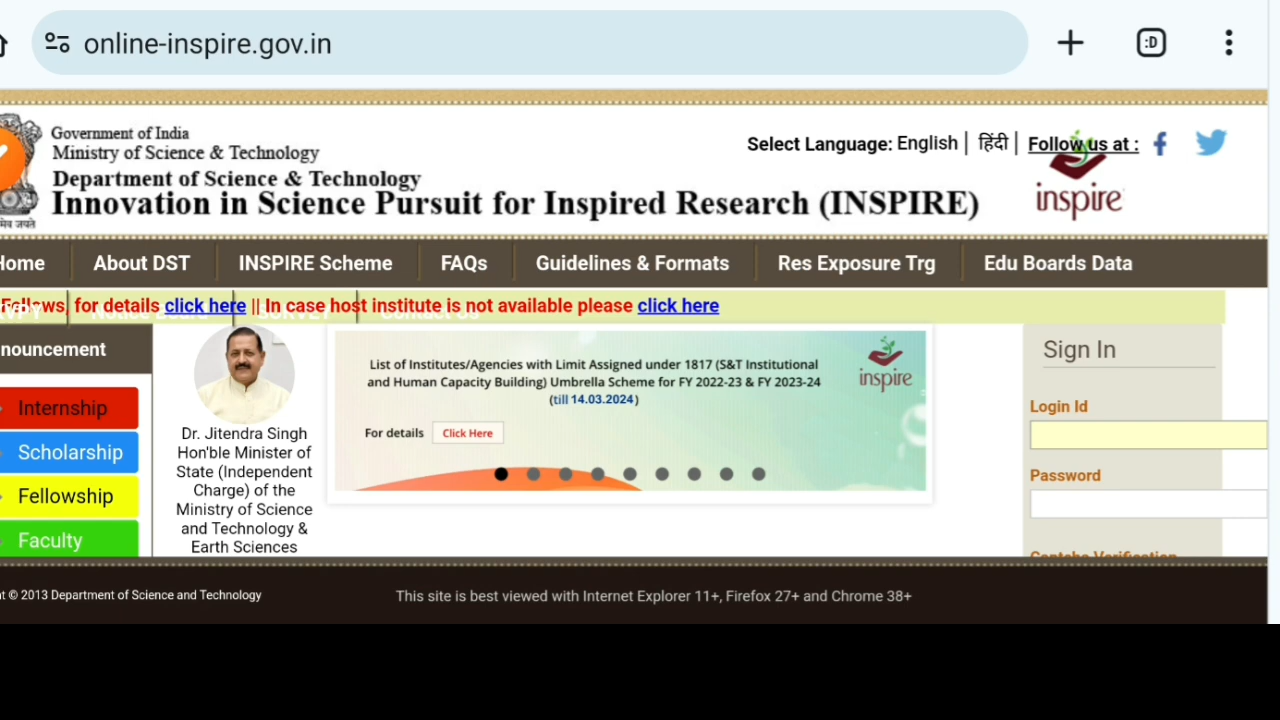 online-inspire.gov.in
:D
Government of India
Ministry of Science & Technology
Department of Science & Technology
Innovation in Science Pursuit for Inspired Research (INSPIRE)
Select Language: English | हिंदी | Follow us at :
inspire
Home
About DST
INSPIRE Scheme
FAQs
Guidelines & Formats
Res Exposure Trg
Edu Boards Data
Fellows, for details click here || In case host institute is not available please click here
Contact Us
nouncement
Internship
Scholarship
Fellowship
Faculty
Dr. Jitendra Singh
Hon'ble Minister of
State (Independent
Charge) of the
Ministry of Science
and Technology &
Earth Sciences
List of Institutes/Agencies with Limit Assigned under 1817 (S&T Institutional
and Human Capacity Building) Umbrella Scheme for FY 2022-23 & FY 2023-24
(till 14.03.2024)
For details Click Here
inspire
Sign In
Login Id
Password
Captcha Verification
t © 2013 Department of Science and Technology
This site is best viewed with Internet Explorer 11+, Firefox 27+ and Chrome 38+